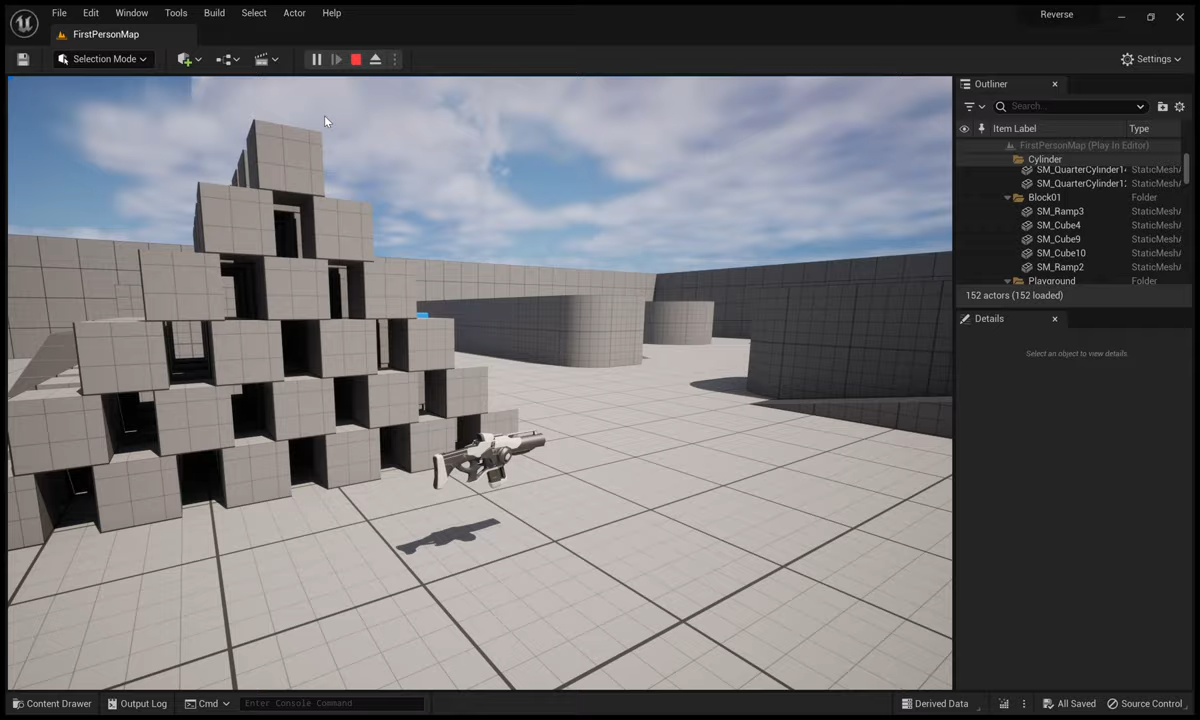 File Edit Window Tools Build Select Actor Help
Reverse
FirstPersonMap
Selection Mode
Settings
Outliner
Search...
Item Label Type
FirstPersonMap (Play In Editor)
Cylinder
SM_QuarterCylinder1 StaticMesh
SM_QuarterCylinder1 StaticMesh
Block01 Folder
SM_Ramp3 StaticMesh
SM_Cube4 StaticMesh
SM_Cube9 StaticMesh
SM_Cube10 StaticMesh
SM_Ramp2 StaticMesh
Playground Folder
152 actors (152 loaded)
Details
Select an object to view details
Content Drawer Output Log Cmd Enter Console Command Derived Data All Saved Source Control